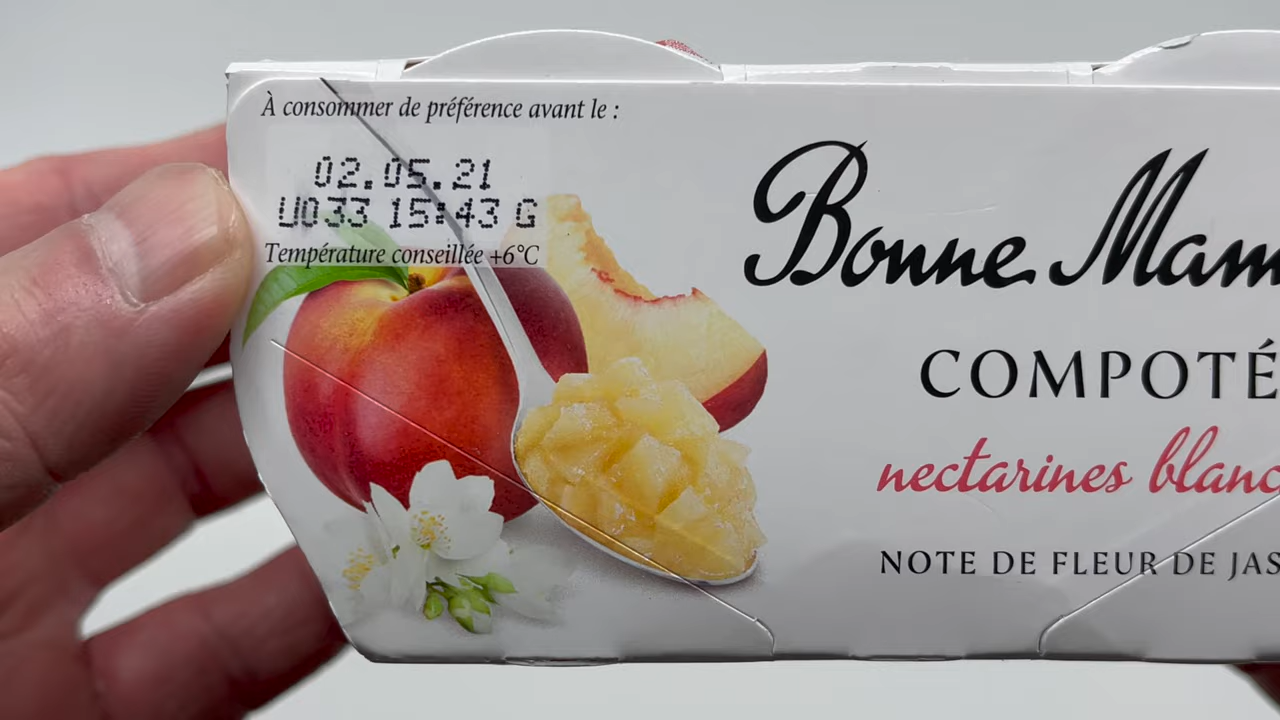 À consommer de préférence avant le :
02.05.21
U033 15:43 G
Température conseillée +6°C
Bonne Mam
COMPOTÉ
nectarines blanc
NOTE DE FLEUR DE JAS